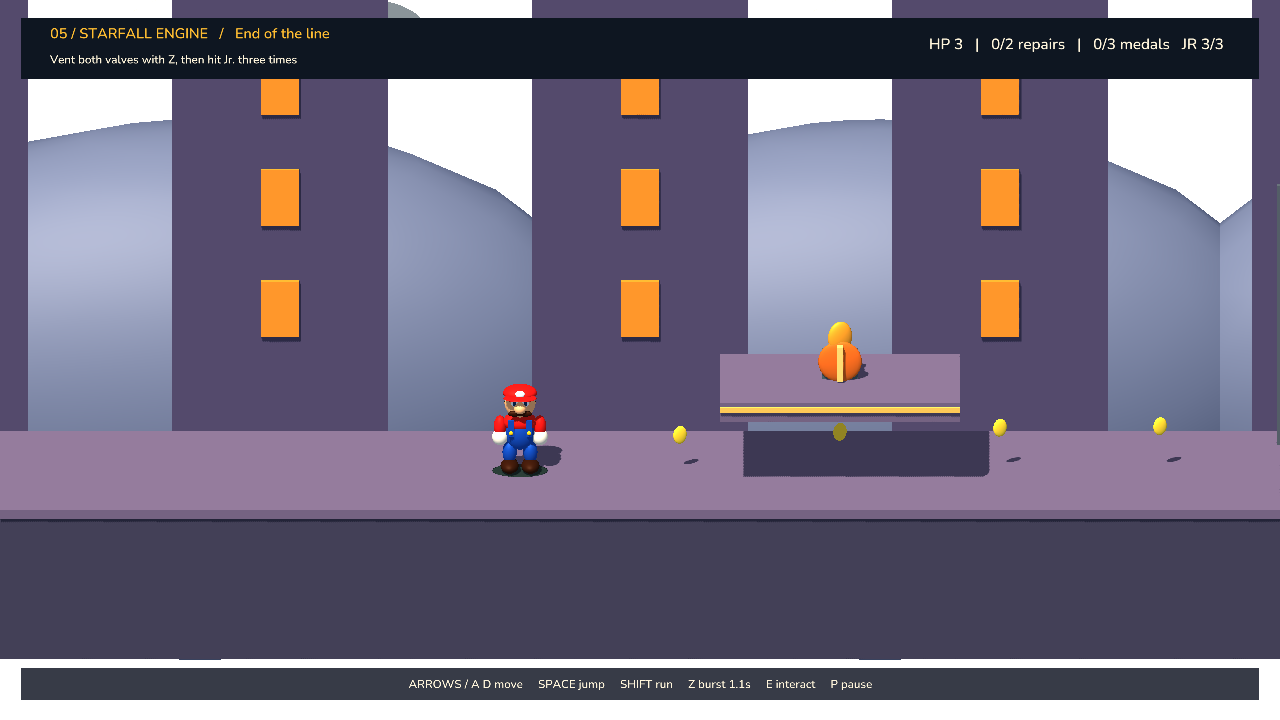 05 / STARFALL ENGINE / End of the line
Vent both valves with Z, then hit Jr. three times
HP 3 | 0/2 repairs | 0/3 medals JR 3/3
ARROWS / A D move SPACE jump SHIFT run Z burst 1.1s E interact P pause